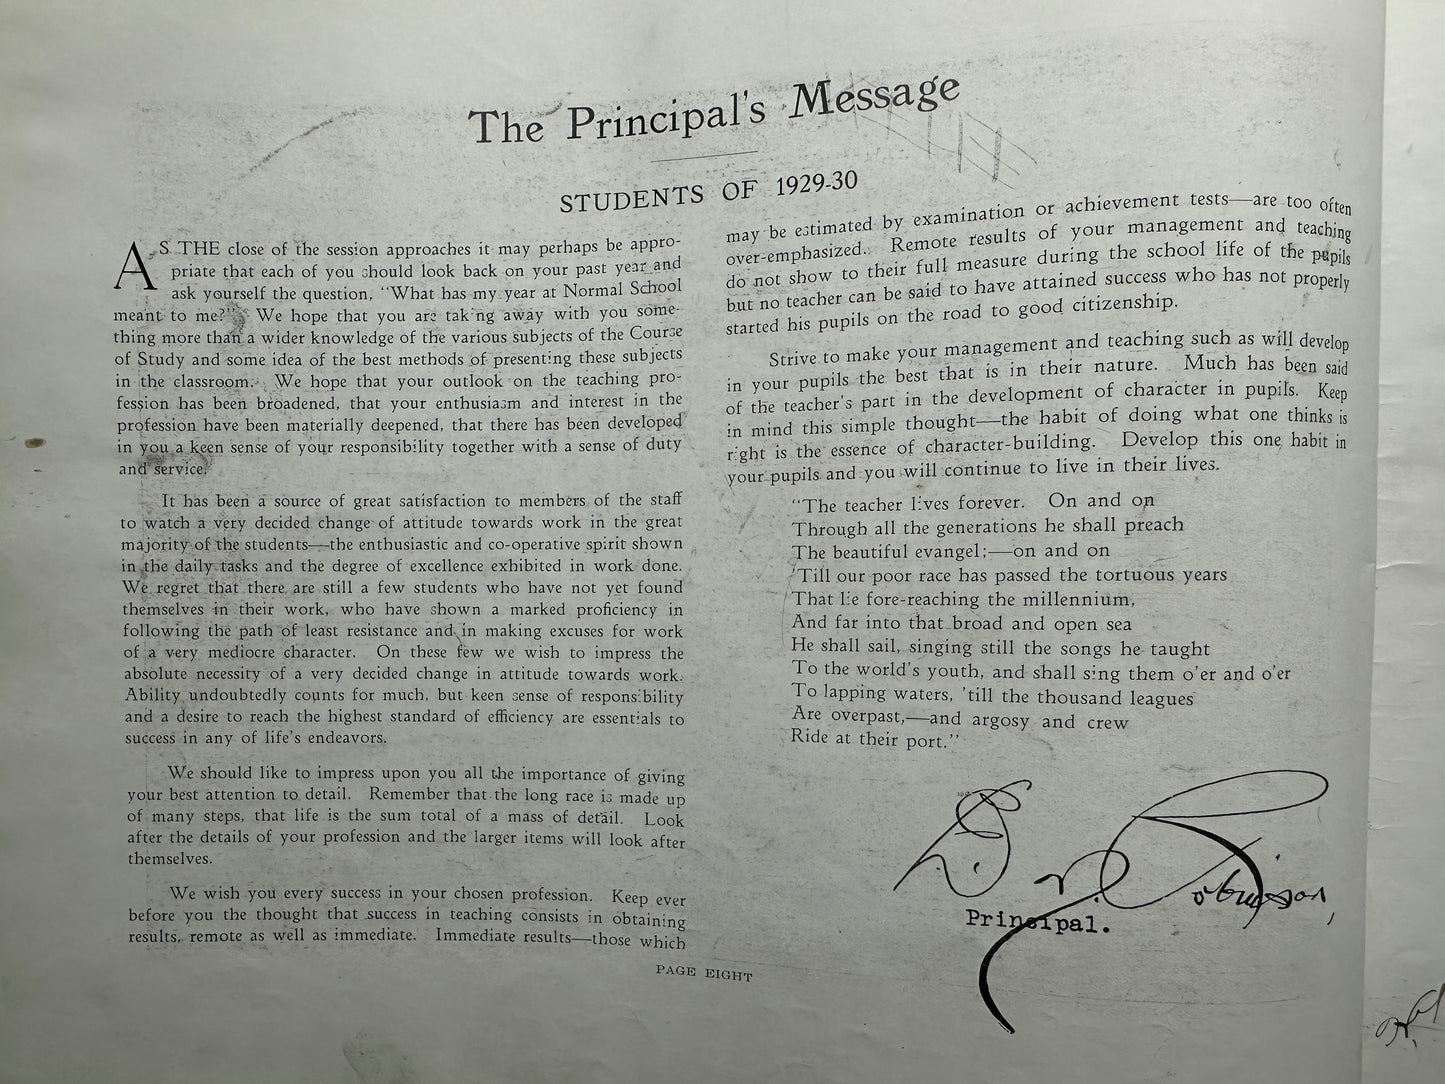 The Principal's Message
STUDENTS OF 1929-30
AS THE close of the session approaches it may perhaps be appro-
priate that each of you should look back on your past year and
ask yourself the question, "What has my year at Normal School
meant to me?" We hope that you are taking away with you some-
thing more than a wider knowledge of the various subjects of the Course
of Study and some idea of the best methods of presenting these subjects
in the classroom. We hope that your outlook on the teaching pro-
fession has been broadened, that your enthusiasm and interest in the
profession have been materially deepened, that there has been developed
in you a keen sense of your responsibility together with a sense of duty
and service.
It has been a source of great satisfaction to members of the staff
to watch a very decided change of attitude towards work in the great
majority of the students—the enthusiastic and co-operative spirit shown
in the daily tasks and the degree of excellence exhibited in work done.
We regret that there are still a few students who have not yet found
themselves in their work, who have shown a marked proficiency in
following the path of least resistance and in making excuses for work
of a very mediocre character. On these few we wish to impress the
absolute necessity of a very decided change in attitude towards work.
Ability undoubtedly counts for much, but keen sense of responsibility
and a desire to reach the highest standard of efficiency are essentials to
success in any of life's endeavors.
We should like to impress upon you all the importance of giving
your best attention to detail. Remember that the long race is made up
of many steps, that life is the sum total of a mass of detail. Look
after the details of your profession and the larger items will look after
themselves.
We wish you every success in your chosen profession. Keep ever
before you the thought that success in teaching consists in obtaining
results, remote as well as immediate. Immediate results—those which
may be estimated by examination or achievement tests—are too often
over-emphasized. Remote results of your management and teaching
do not show to their full measure during the school life of the pupils
but no teacher can be said to have attained success who has not properly
started his pupils on the road to good citizenship.
Strive to make your management and teaching such as will develop
in your pupils the best that is in their nature. Much has been said
of the teacher's part in the development of character in pupils. Keep
in mind this simple thought—the habit of doing what one thinks is
right is the essence of character-building. Develop this one habit in
your pupils and you will continue to live in their lives.
"The teacher lives forever. On and on
Through all the generations he shall preach
The beautiful evangel;—on and on
'Till our poor race has passed the tortuous years
That lie fore-reaching the millennium,
And far into that broad and open sea
He shall sail, singing still the songs he taught
To the world's youth, and shall sing them o'er and o'er
To lapping waters, 'till the thousand leagues
Are overpast,—and argosy and crew
Ride at their port."
Robinson,
Principal.
PAGE EIGHT